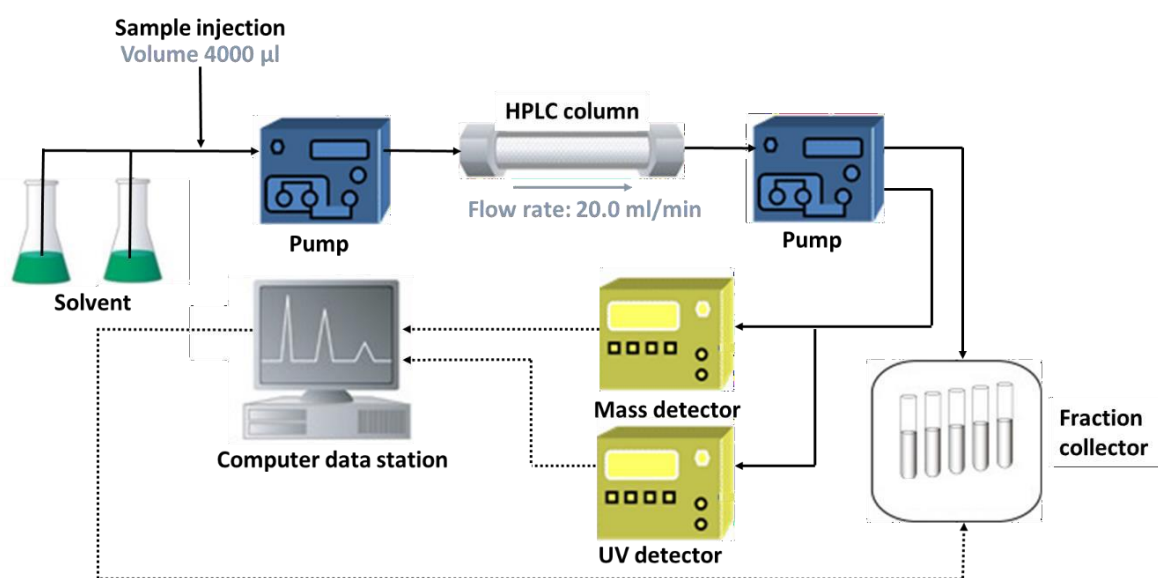 Sample injection
Volume 4000 µl
HPLC column
Flow rate: 20.0 ml/min
Pump
Pump
Solvent
Mass detector
Computer data station
UV detector
Fraction
collector